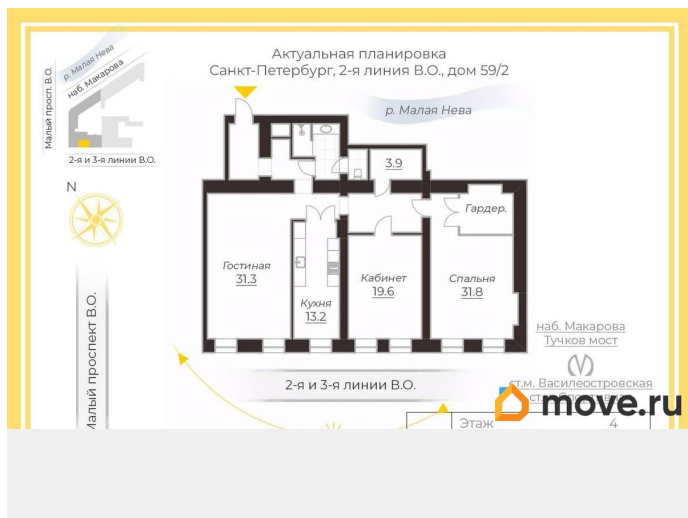 Актуальная планировка
Санкт-Петербург, 2-я линия В.О., дом 59/2
р. Малая Нева
наб. Макарова
Малый просп. В.О.
2-я и 3-я линии В.О.
N
р. Малая Нева
3.9
Гардер.
Гостиная
31.3
Кухня
13.2
Кабинет
19.6
Спальня
31.8
наб. Макарова
Тучков мост
ст.м. Василеостровская
ст.м.
Малый проспект В.О.
2-я и 3-я линии В.О.
move.ru
Этаж 4